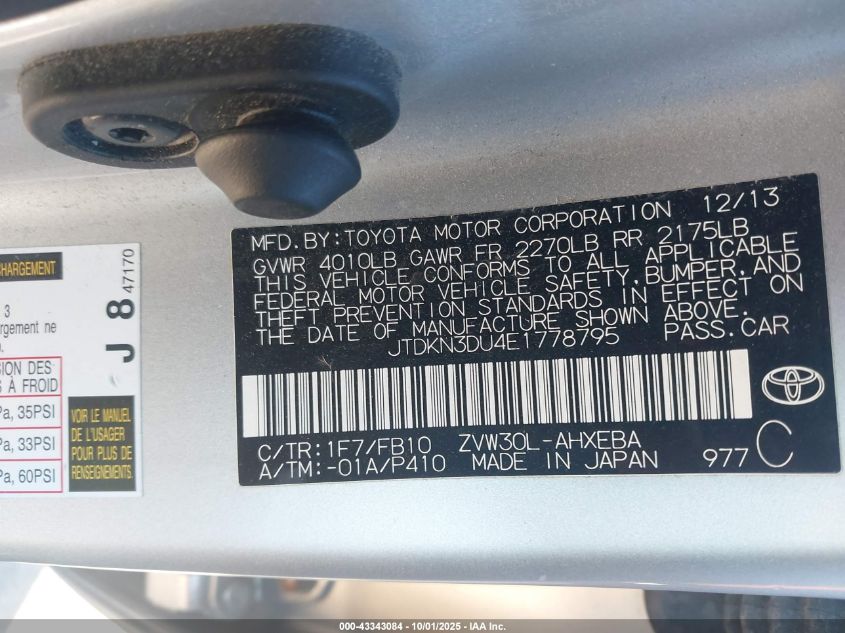 MFD.BY:TOYOTA MOTOR CORPORATION 12/13
GVWR 4010LB GAWR FR 2270LB RR 2175LB
THIS VEHICLE CONFORMS TO ALL APPLICABLE
FEDERAL MOTOR VEHICLE SAFETY,BUMPER,AND
THEFT PREVENTION STANDARDS IN EFFECT ON
THE DATE OF MANUFACTURE SHOWN ABOVE.
JTDKN3DU4E1778795 PASS.CAR
C/TR:1F7/FB10 ZVW30L-AHXEBA
A/TM:-01A/P410 MADE IN JAPAN 977 C
CHARGEMENT
3
argement ne
SION DES
S À FROID
Pa, 35PSI
Pa, 33PSI
Pa, 60PSI
J 8 47170
VOIR LE MANUEL
DE L'USAGER
POUR PLUS DE
RENSEIGNEMENTS
000-43343084 • 10/01/2025 • IAA Inc.